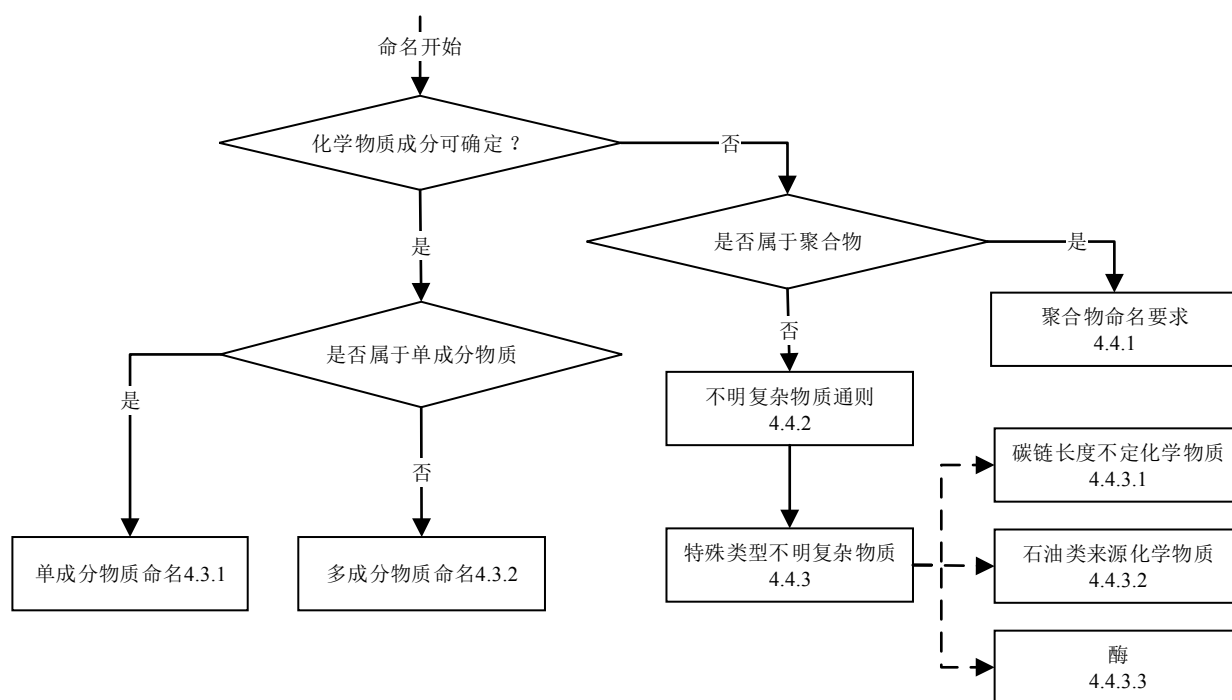 命名开始
化学物质成分可确定？
否
是否属于聚合物
是
是
聚合物命名要求
4.4.1
否
是否属于单成分物质
不明复杂物质通则
4.4.2
是
碳链长度不定化学物质
4.4.3.1
否
单成分物质命名4.3.1
多成分物质命名4.3.2
特殊类型不明复杂物质
4.4.3
石油类来源化学物质
4.4.3.2
酶
4.4.3.3